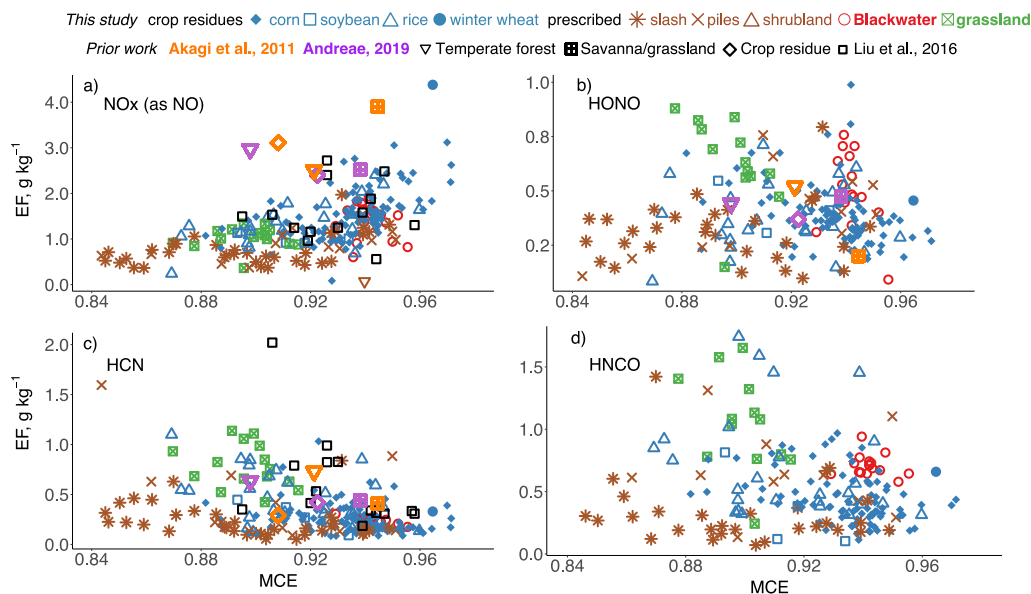 This study crop residues corn soybean rice winter wheat prescribed slash piles shrubland Blackwater grassland
Prior work Akagi et al., 2011 Andreae, 2019 Temperate forest Savanna/grassland Crop residue Liu et al., 2016
a) NOx (as NO)
EF, g kg⁻¹
4.0
3.0
2.0
1.0
0.0
0.84 0.88 0.92 0.96
b) HONO
1.0
0.8
0.5
0.2
0.84 0.88 0.92 0.96
c) HCN
EF, g kg⁻¹
2.0
1.5
1.0
0.5
0.0
0.84 0.88 0.92 0.96
MCE
d) HNCO
1.5
1.0
0.5
0.0
0.84 0.88 0.92 0.96
MCE